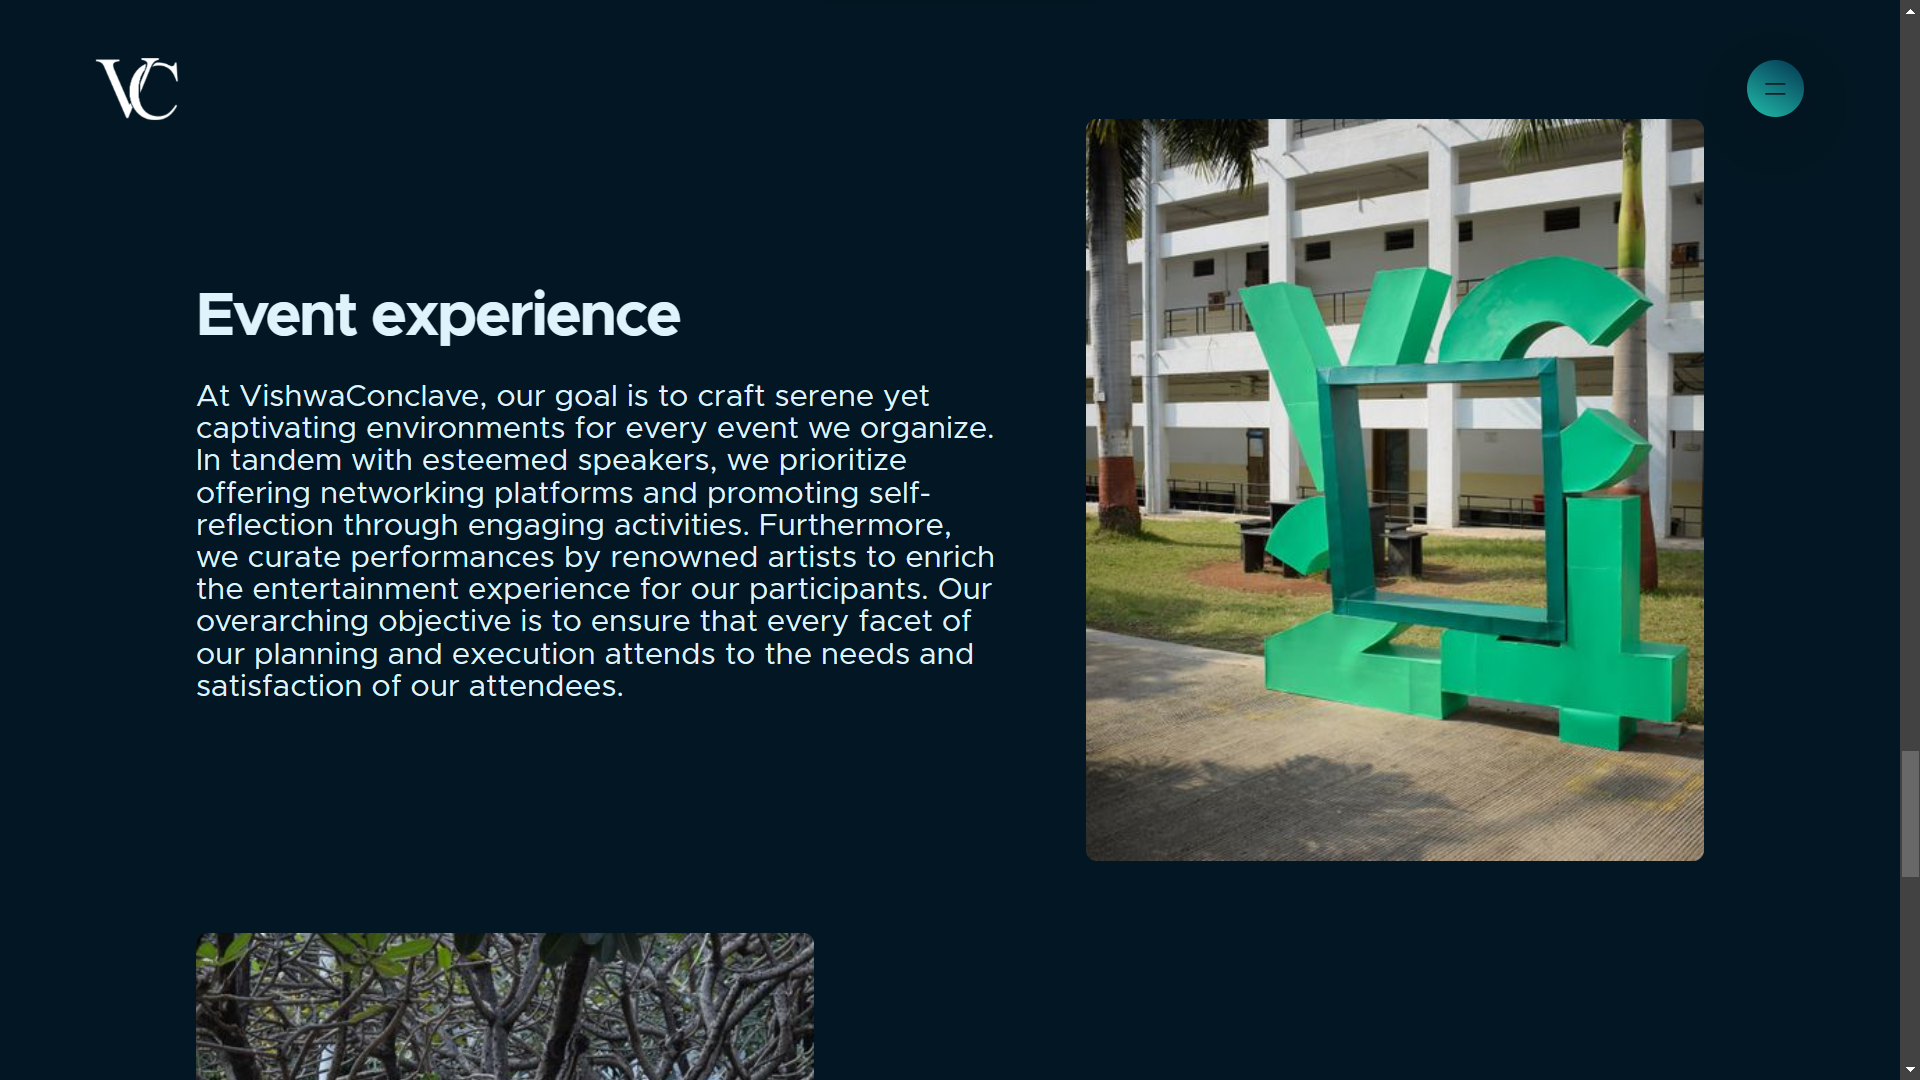 VC
Event experience
At VishwaConclave, our goal is to craft serene yet
captivating environments for every event we organize.
In tandem with esteemed speakers, we prioritize
offering networking platforms and promoting self-
reflection through engaging activities. Furthermore,
we curate performances by renowned artists to enrich
the entertainment experience for our participants. Our
overarching objective is to ensure that every facet of
our planning and execution attends to the needs and
satisfaction of our attendees.
VC
24